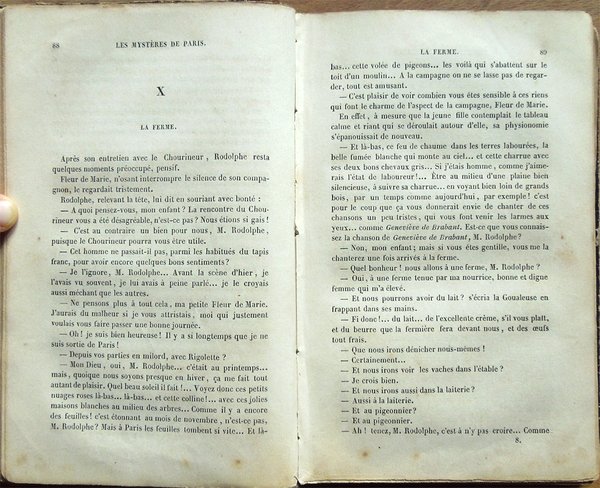 88 LES MYSTÈRES DE PARIS.
X
LA FERME.
Après son entretien avec le Chourineur, Rodolphe resta
quelques moments préoccupé, pensif.
Fleur de Marie, n'osant interrompre le silence de son compa-
gnon, le regardait tristement.
Rodolphe, relevant la tête, lui dit en souriant avec bonté :
— A quoi pensez-vous, mon enfant ? La rencontre du Chou-
rineur vous a été désagréable, n'est-ce pas? Nous étions si gais !
— C'est au contraire un bien pour nous, M. Rodolphe,
puisque le Chourineur pourra vous être utile.
— Cet homme ne passait-il pas, parmi les habitués du tapis
franc, pour avoir encore quelques bons sentiments?
— Je l'ignore, M. Rodolphe... Avant la scène d'hier, je
l'avais vu souvent, je lui avais à peine parlé... je le croyais
aussi méchant que les autres.
— Ne pensons plus à tout cela, ma petite Fleur de Marie.
J'aurais du malheur si je vous attristais, moi qui justement
voulais vous faire passer une bonne journée.
— Oh! je suis bien heureuse! Il y a si longtemps que je ne
suis sortie de Paris !
— Depuis vos parties en milord, avec Rigolette ?
— Mon Dieu, oui, M. Rodolphe... c'était au printemps...
mais, quoique nous soyons presque en hiver, ça me fait tout
autant de plaisir. Quel beau soleil il fait !... Voyez donc ces petits
nuages roses là-bas... là-bas... et cette colline!... avec ces jolies
maisons blanches au milieu des arbres... Comme il y a encore
des feuilles! c'est étonnant au mois de novembre, n'est-ce pas,
M. Rodolphe? Mais à Paris les feuilles tombent si vite... Et là-
LA FERME. 89
bas... cette volée de pigeons... les voilà qui s'abattent sur le
toit d'un moulin... A la campagne on ne se lasse pas de regar-
der, tout est amusant.
— C'est plaisir de voir combien vous êtes sensible à ces riens
qui font le charme de l'aspect de la campagne, Fleur de Marie.
En effet, à mesure que la jeune fille contemplait le tableau
calme et riant qui se déroulait autour d'elle, sa physionomie
s'épanouissait de nouveau.
— Et là-bas, ce feu de chaume dans les terres labourées, la
belle fumée blanche qui monte au ciel... et cette charrue avec
ses deux bons chevaux gris... Si j'étais homme, comme j'aime-
rais l'état de laboureur!... Être au milieu d'une plaine bien
silencieuse, à suivre sa charrue... en voyant bien loin de grands
bois, par un temps comme aujourd'hui, par exemple! c'est
pour le coup que ça vous donnerait envie de chanter de ces
chansons un peu tristes, qui vous font venir les larmes aux
yeux... comme Geneviève de Brabant. Est-ce que vous connais-
sez la chanson de Geneviève de Brabant, M. Rodolphe?
— Non, mon enfant; mais si vous êtes gentille, vous me la
chanterez une fois arrivés à la ferme.
— Quel bonheur! nous allons à une ferme, M. Rodolphe ?
— Oui, à une ferme tenue par ma nourrice, bonne et digne
femme qui m'a élevé.
— Et nous pourrons avoir du lait? s'écria la Goualeuse en
frappant dans ses mains.
— Fi donc!... du lait... de l'excellente crème, s'il vous plaît,
et du beurre que la fermière fera devant nous, et des œufs
tout frais.
— Que nous irons dénicher nous-mêmes !
— Certainement...
— Et nous irons voir les vaches dans l'étable ?
— Je crois bien.
— Et nous irons aussi dans la laiterie?
— Aussi à la laiterie.
— Et au pigeonnier?
— Et au pigeonnier.
— Ah ! tenez, M. Rodolphe, c'est à n'y pas croire... Comme
8.